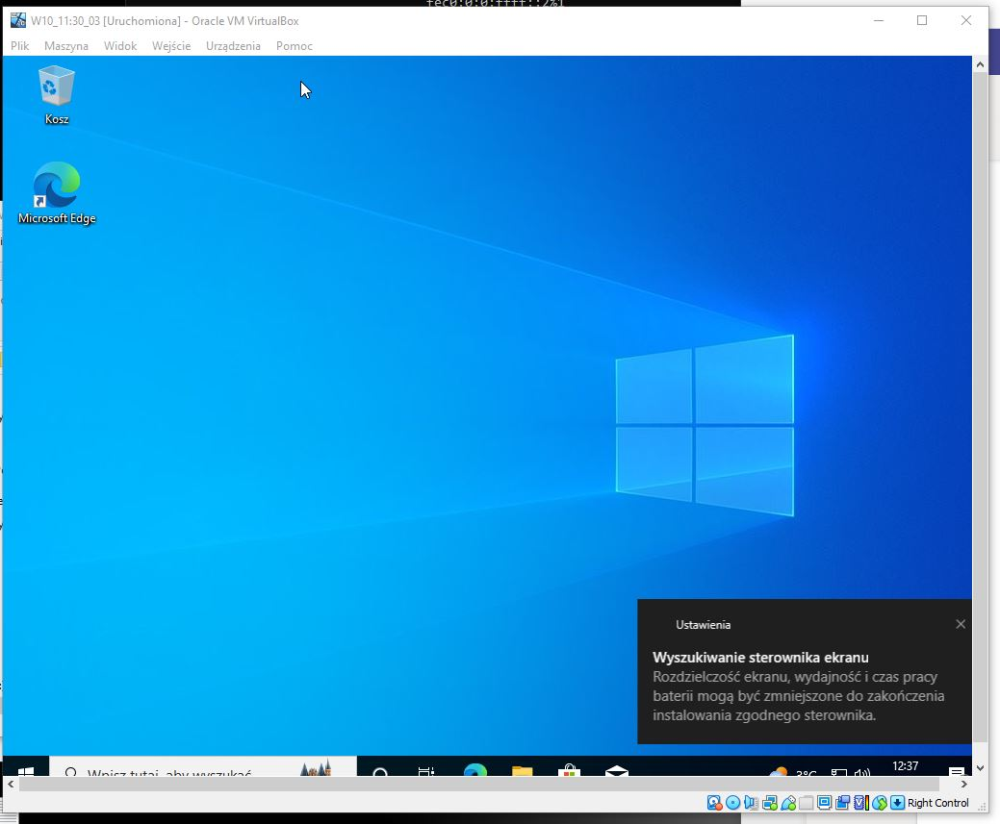 fec0:0:0:ffff::2%1
W10_11:30_03 [Uruchomiona] - Oracle VM VirtualBox
Plik Maszyna Widok Wejście Urządzenia Pomoc
Kosz
Microsoft Edge
Ustawienia
Wyszukiwanie sterownika ekranu
Rozdzielczość ekranu, wydajność i czas pracy
baterii mogą być zmniejszone do zakończenia
instalowania zgodnego sterownika.
Wpisz tutaj, aby wyszukać
3°C
12:37
Right Control